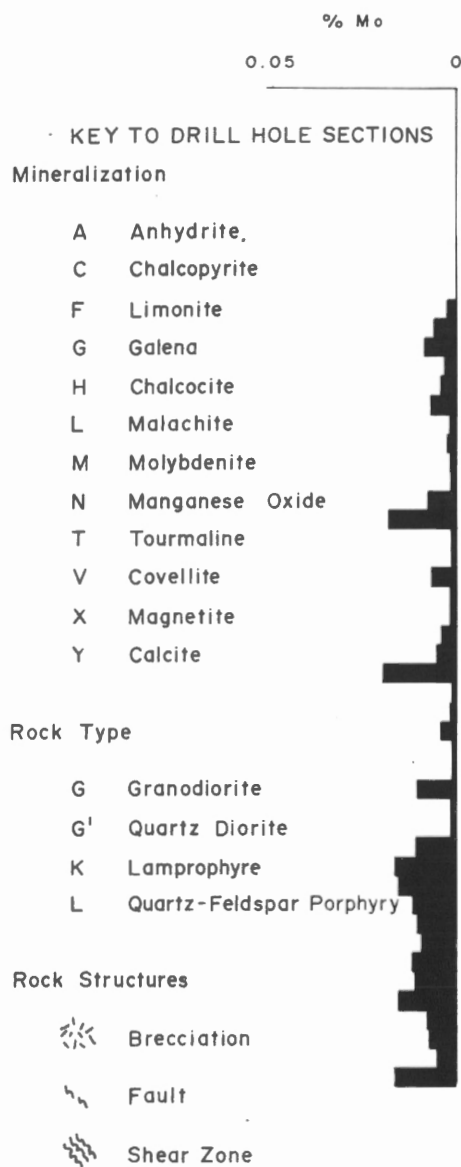 % Mo
0.05 0
KEY TO DRILL HOLE SECTIONS
Mineralization
A Anhydrite.
C Chalcopyrite
F Limonite
G Galena
H Chalcocite
L Malachite
M Molybdenite
N Manganese Oxide
T Tourmaline
V Covellite
X Magnetite
Y Calcite
Rock Type
G Granodiorite
G' Quartz Diorite
K Lamprophyre
L Quartz-Feldspar Porphyry
Rock Structures
Brecciation
Fault
Shear Zone